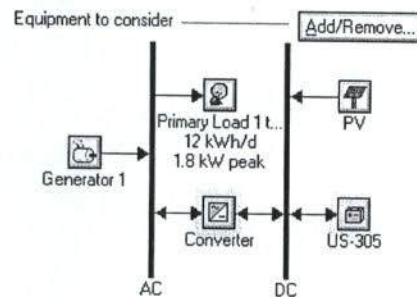 Equipment to consider
Add/Remove...
Primary Load 1 t...
12 kWh/d
1.8 kW peak
PV
Generator 1
Converter
US-305
AC
DC